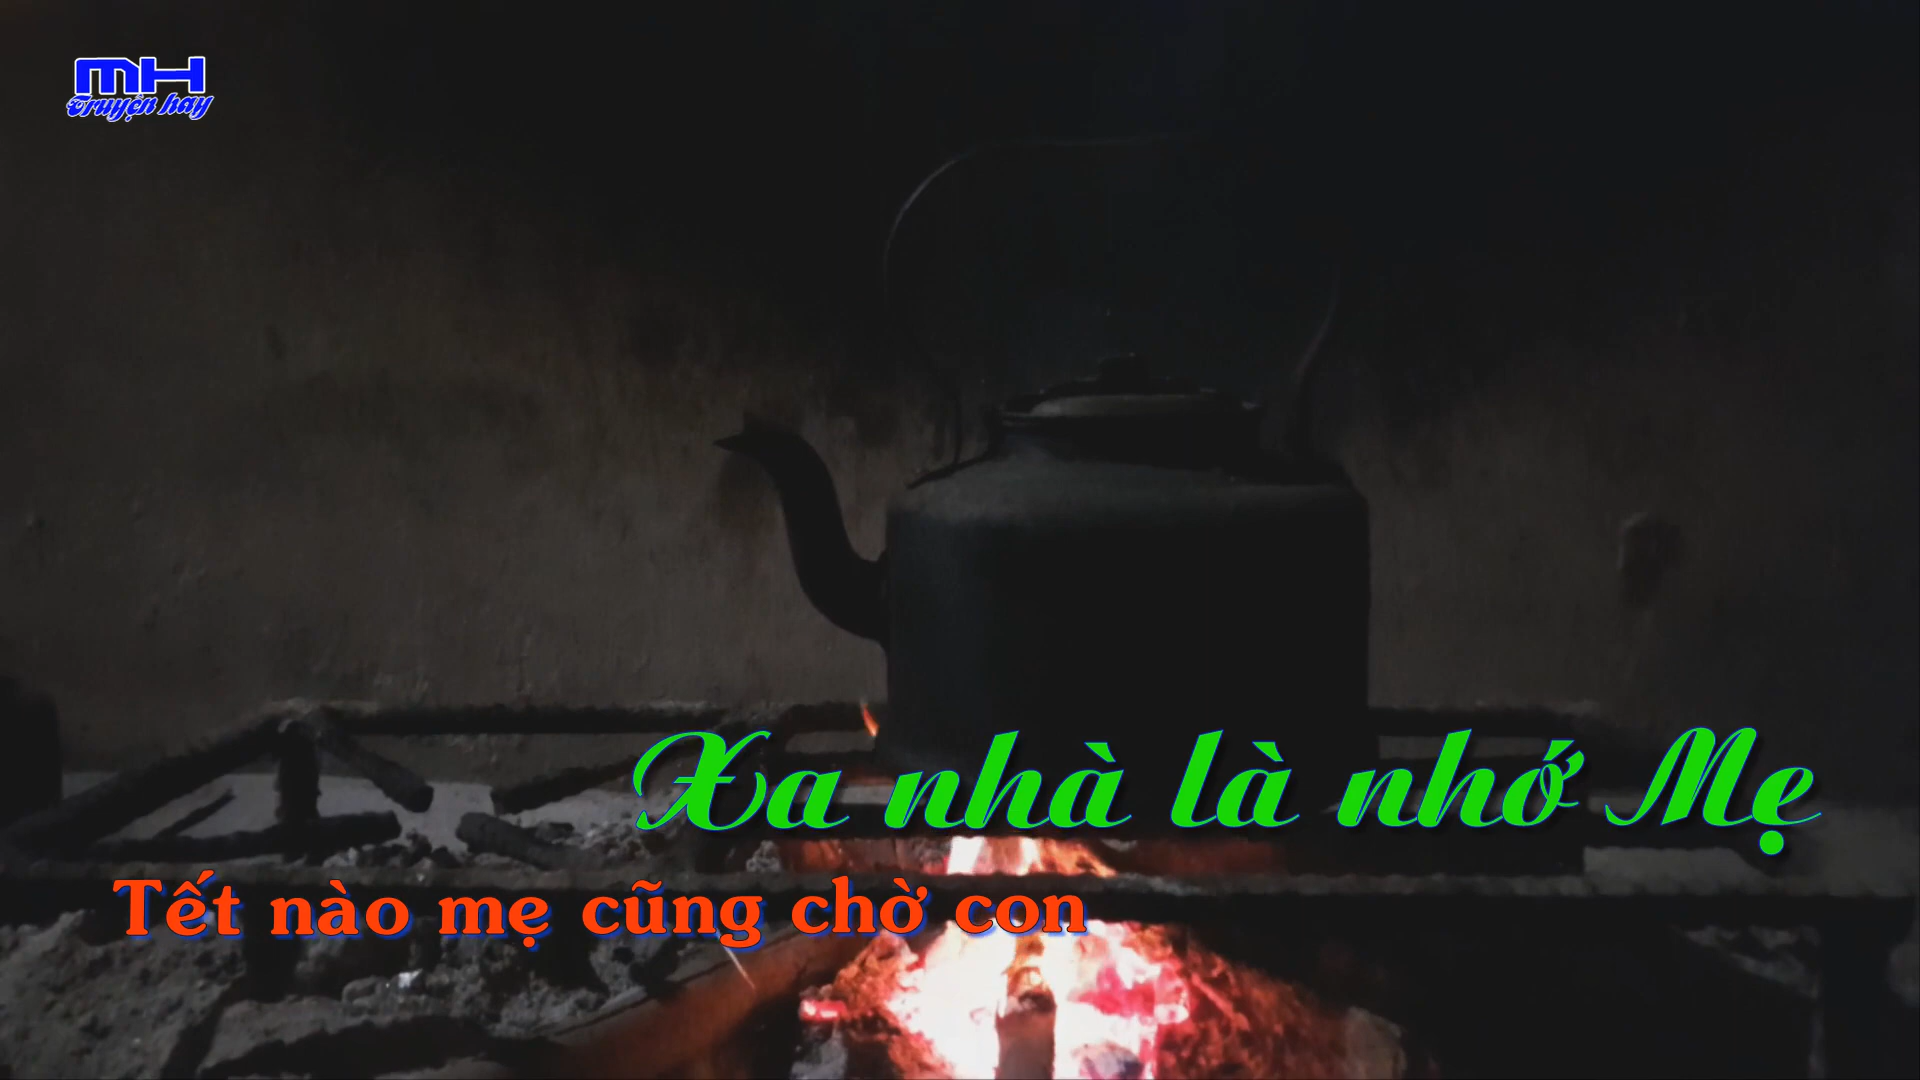 MH
Truyện hay
Xa nhà là nhớ Mẹ
Tết nào mẹ cũng chờ con